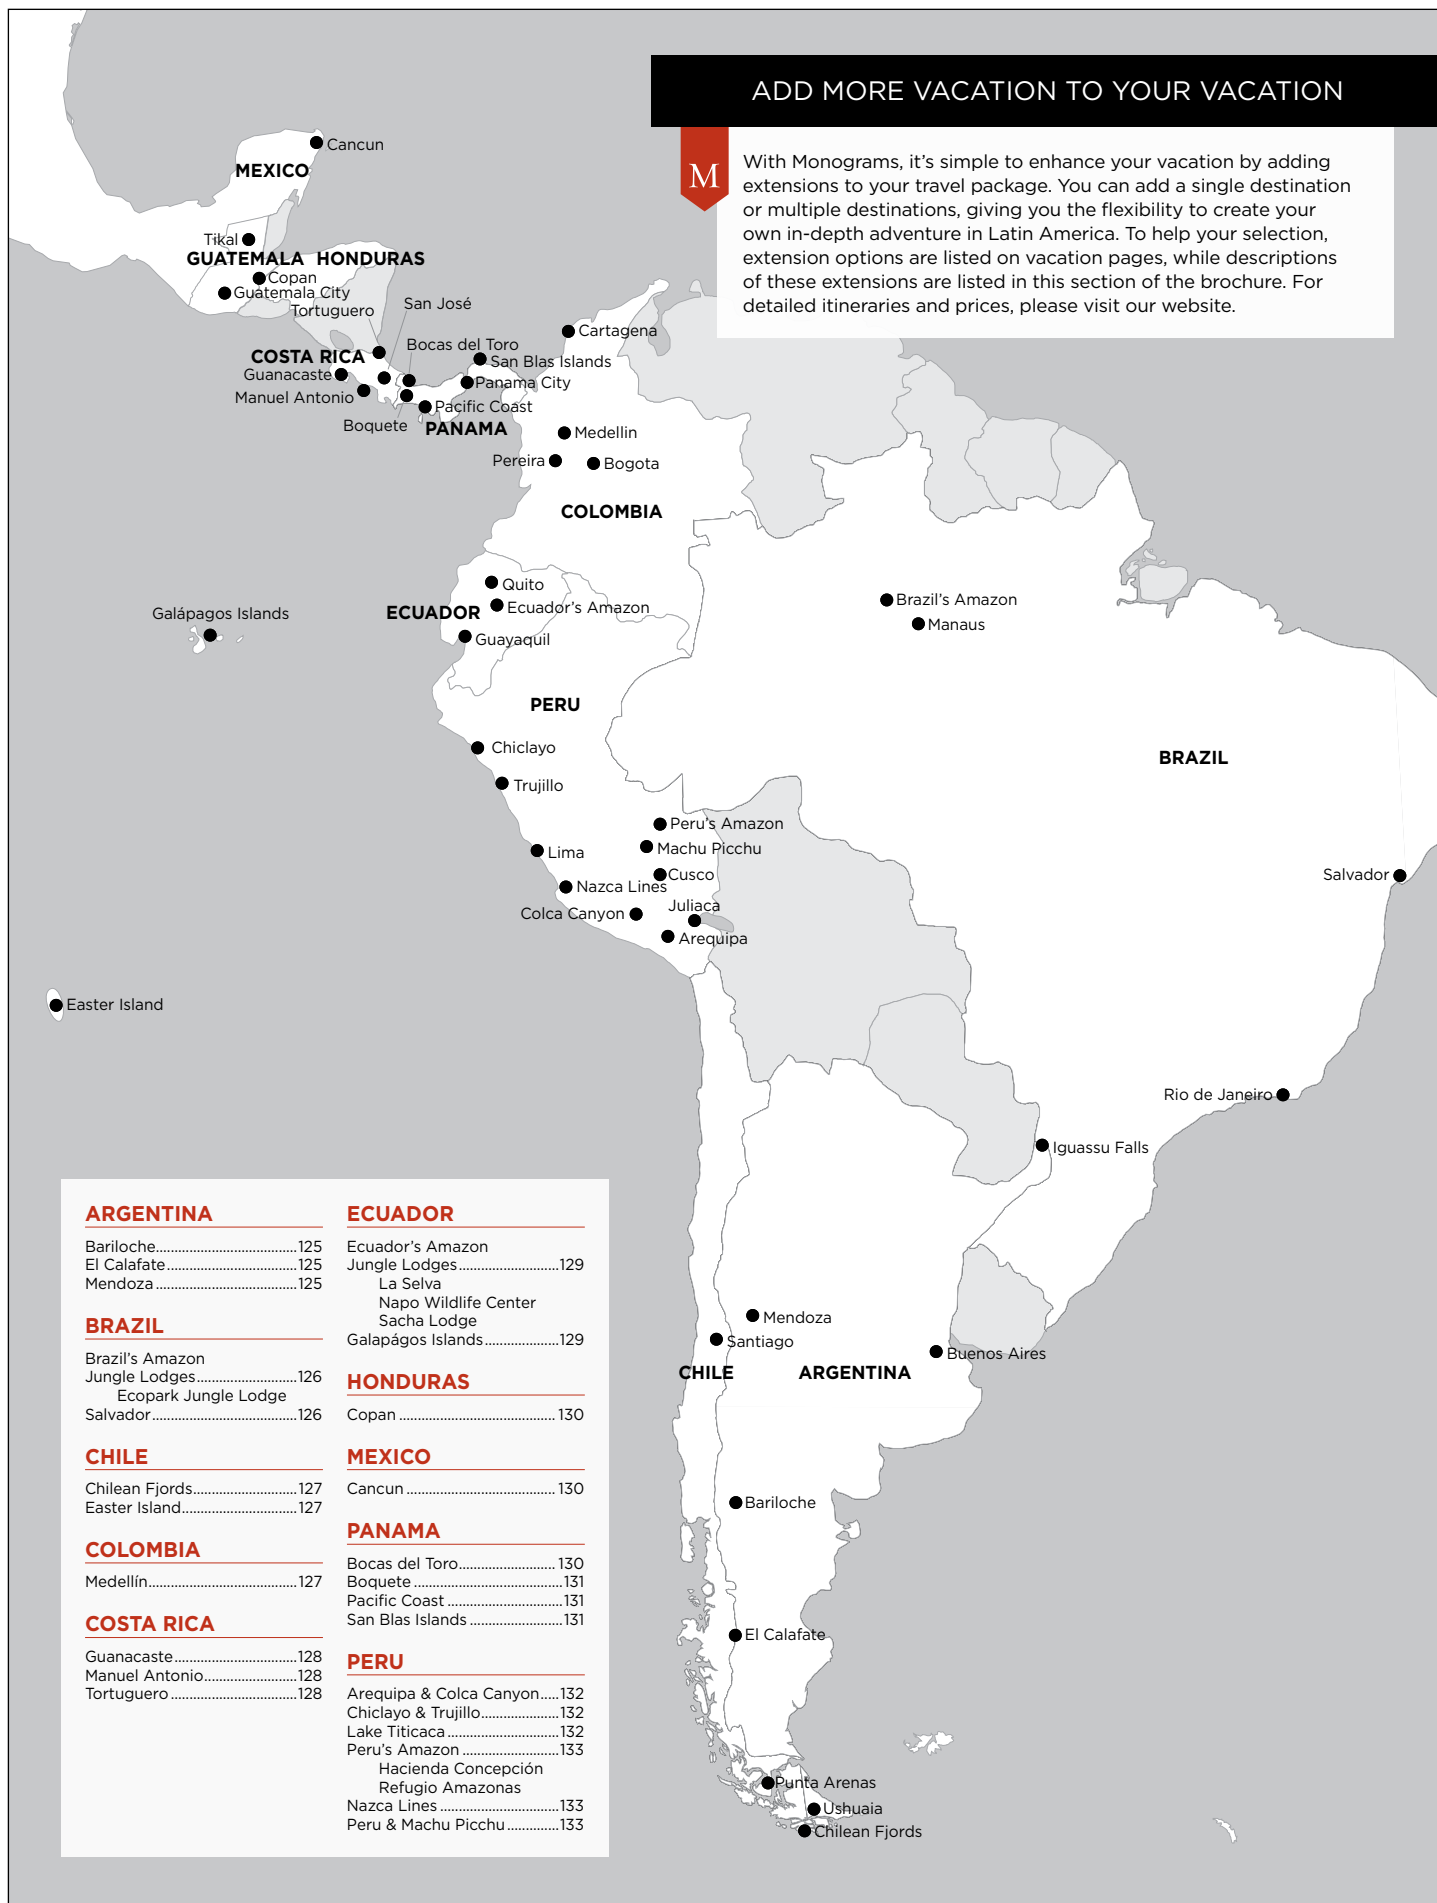 ADD MORE VACATION TO YOUR VACATION
M
With Monograms, it’s simple to enhance your vacation by adding
extensions to your travel package. You can add a single destination
or multiple destinations, giving you the flexibility to create your
own in-depth adventure in Latin America. To help your selection,
extension options are listed on vacation pages, while descriptions
of these extensions are listed in this section of the brochure. For
detailed itineraries and prices, please visit our website.
Cancun
MEXICO
Tikal
GUATEMALA
HONDURAS
Copan
Guatemala City
Tortuguero
San José
COSTA RICA
Bocas del Toro
Guanacaste
Manuel Antonio
Boquete
San Blas Islands
Panama City
Pacific Coast
PANAMA
Cartagena
Medellin
Pereira
Bogota
COLOMBIA
Quito
ECUADOR
Ecuador’s Amazon
Guayaquil
Galápagos Islands
Brazil’s Amazon
Manaus
PERU
Chiclayo
Trujillo
BRAZIL
Peru’s Amazon
Machu Picchu
Lima
Cusco
Nazca Lines
Juliaca
Colca Canyon
Arequipa
Salvador
Easter Island
Rio de Janeiro
Iguassu Falls
Mendoza
Santiago
Buenos Aires
CHILE
ARGENTINA
Bariloche
El Calafate
Punta Arenas
Ushuaia
Chilean Fjords
ARGENTINA
Bariloche......................................125
El Calafate...................................125
Mendoza......................................125
BRAZIL
Brazil’s Amazon
Jungle Lodges...........................126
Ecopark Jungle Lodge
Salvador.......................................126
CHILE
Chilean Fjords............................127
Easter Island...............................127
COLOMBIA
Medellín........................................127
COSTA RICA
Guanacaste.................................128
Manuel Antonio.........................128
Tortuguero..................................128
ECUADOR
Ecuador’s Amazon
Jungle Lodges...........................129
La Selva
Napo Wildlife Center
Sacha Lodge
Galapágos Islands....................129
HONDURAS
Copan .......................................... 130
MEXICO
Cancun ........................................ 130
PANAMA
Bocas del Toro.......................... 130
Boquete ........................................131
Pacific Coast ...............................131
San Blas Islands .........................131
PERU
Arequipa & Colca Canyon.....132
Chiclayo & Trujillo.....................132
Lake Titicaca ..............................132
Peru’s Amazon ..........................133
Hacienda Concepción
Refugio Amazonas
Nazca Lines ................................133
Peru & Machu Picchu..............133